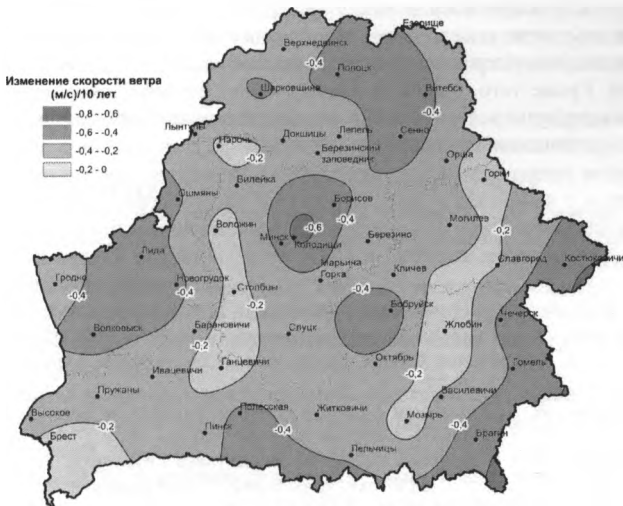 Езерище
Верхнедвинск
-0,4
Полоцк
Изменение скорости ветра
(м/с)/10 лет
-0,8 - -0,6
-0,6 - -0,4
-0,4 - -0,2
-0,2 - 0
Шарковщина
Витебск
-0,4
Лынтупы
Нарочь
Докшицы
Лепель
Сенно
-0,2
Березинский
заповедник
Орша
Горки
Вилейка
Ошмяны
Борисов
-0,4
Воложин
-0,6
Могилев
Минск
Колодищи
Березино
-0,2
Лида
Славгород
Костюковичи
Гродно
Марьина
Горка
Кличев
-0,4
Новогрудок
-0,4
Столбцы
-0,2
-0,4
Бобруйск
Чечерск
Волковыск
Барановичи
Слуцк
Жлобин
-0,2
Ганцевичи
Октябрь
Гомель
Ивацевичи
Пружаны
Василевичи
-0,2
Высокое
Полесская
Житковичи
Мозырь
-0,4
-0,2
Брест
Пинск
-0,4
Брагин
Лельчицы